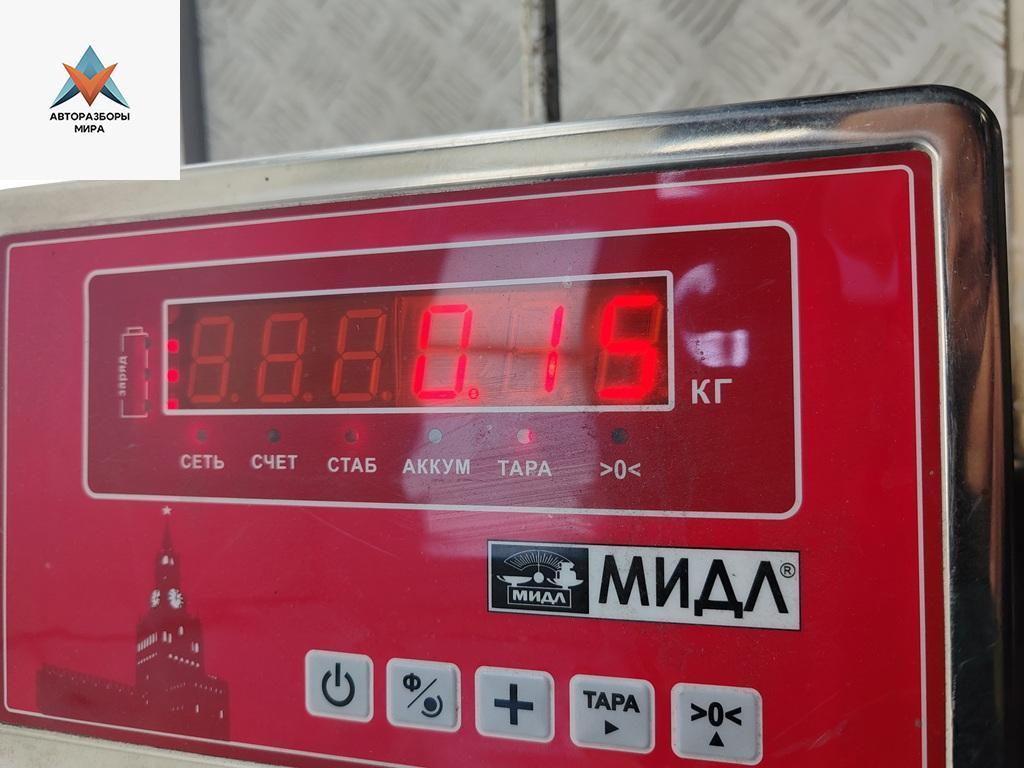 АВТОРАЗБОРЫ
МИРА
0.15
КГ
заряд
СЕТЬ СЧЕТ СТАБ АККУМ ТАРА >0<
МИДЛ МИДЛ®
Ф
+ ТАРА >0<